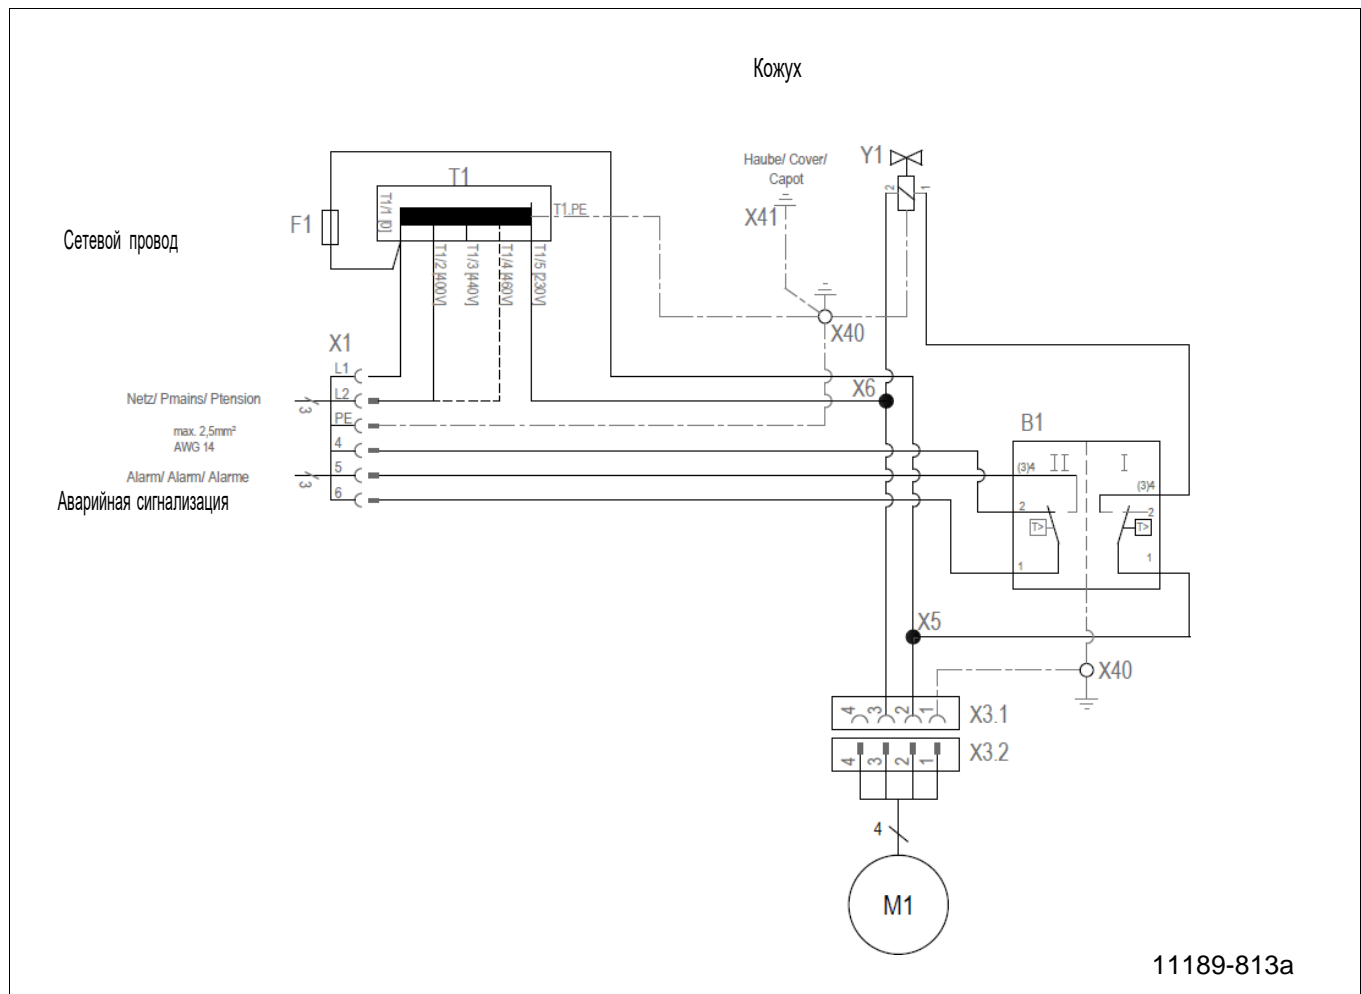 Кожух
Haube/ Cover/
Capot
Y1
2
1
T1
T1/1 [0]
T1.PE
X41
F1
Сетевой провод
T1/2 [400V]
T1/3 [440V]
T1/4 [460V]
T1/5 [230V]
X40
X1
L1
L2
PE
4
5
6
Netz/ Pmains/ Ptension
3
max. 2,5mm²
AWG 14
Alarm/ Alarm/ Alarme
3
Аварийная сигнализация
X6
B1
(3)4
II
I
(3)4
2
2
T>
T>
1
1
X5
X40
4
3
2
1
X3.1
4
3
2
1
X3.2
4
M1
11189-813a